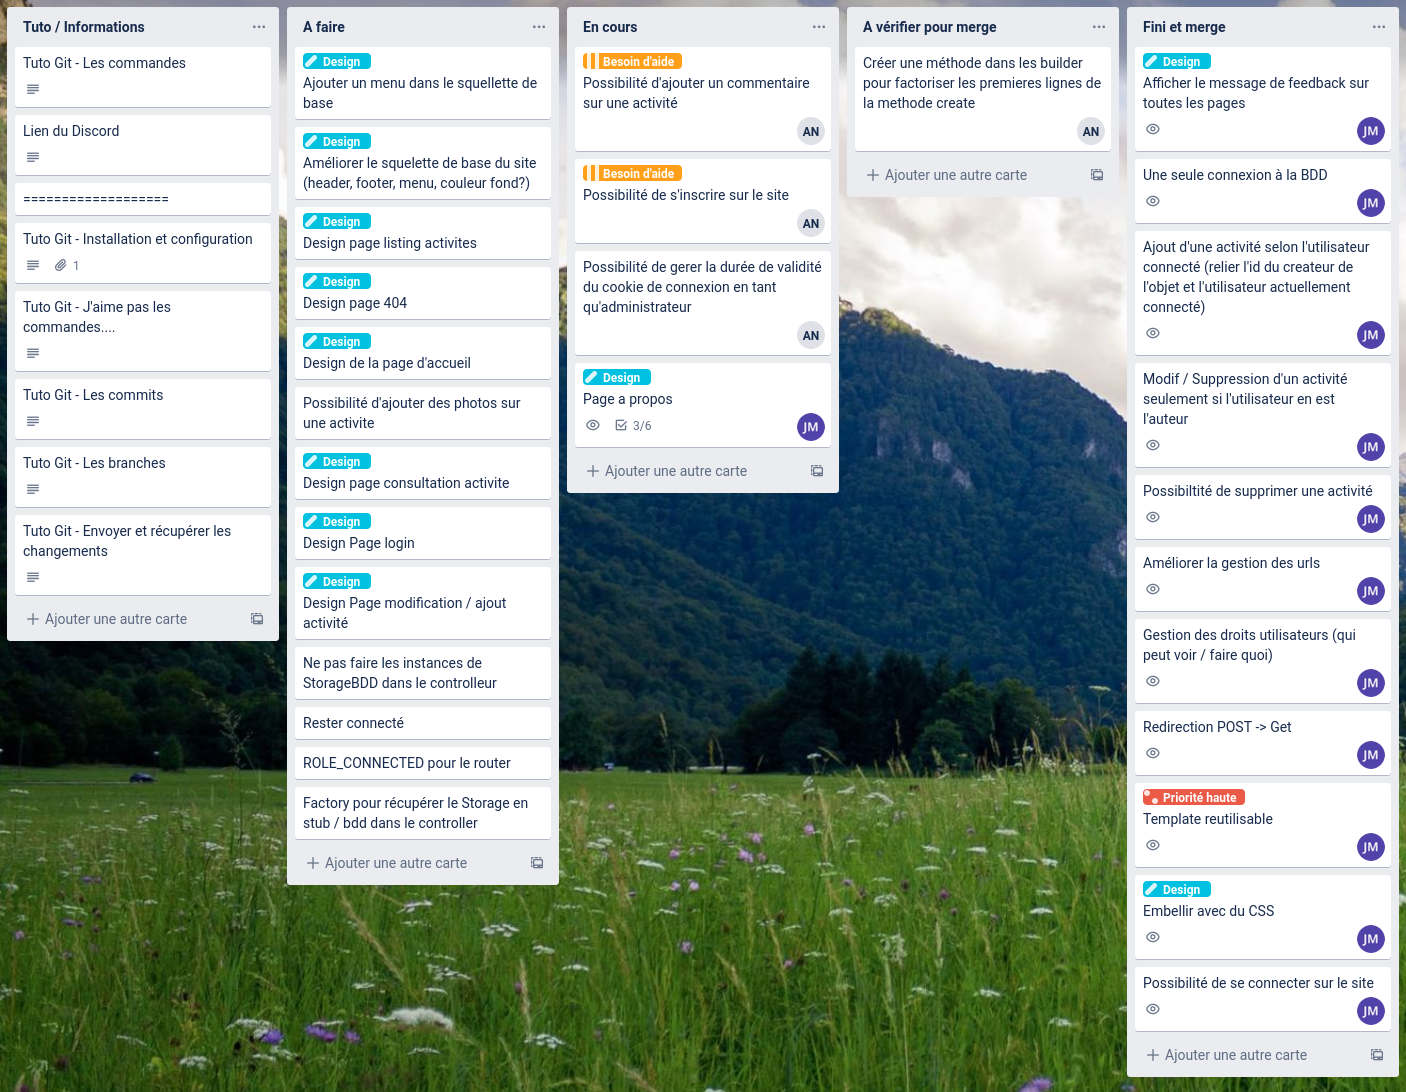 Tuto / Informations
Tuto Git - Les commandes
Lien du Discord
===================
Tuto Git - Installation et configuration
1
Tuto Git - J'aime pas les
commandes....
Tuto Git - Les commits
Tuto Git - Les branches
Tuto Git - Envoyer et récupérer les
changements
Ajouter une autre carte
A faire
Design
Ajouter un menu dans le squellette de
base
Design
Améliorer le squelette de base du site
(header, footer, menu, couleur fond?)
Design
Design page listing activites
Design
Design page 404
Design
Design de la page d'accueil
Possibilité d'ajouter des photos sur
une activite
Design
Design page consultation activite
Design
Design Page login
Design
Design Page modification / ajout
activité
Ne pas faire les instances de
StorageBDD dans le controlleur
Rester connecté
ROLE_CONNECTED pour le router
Factory pour récupérer le Storage en
stub / bdd dans le controller
Ajouter une autre carte
En cours
Besoin d'aide
Possibilité d'ajouter un commentaire
sur une activité
AN
Besoin d'aide
Possibilité de s'inscrire sur le site
AN
Possibilité de gerer la durée de validité
du cookie de connexion en tant
qu'administrateur
AN
Design
Page a propos
3/6
JM
Ajouter une autre carte
A vérifier pour merge
Créer une méthode dans les builder
pour factoriser les premieres lignes de
la methode create
AN
Ajouter une autre carte
Fini et merge
Design
Afficher le message de feedback sur
toutes les pages
JM
Une seule connexion à la BDD
JM
Ajout d'une activité selon l'utilisateur
connecté (relier l'id du createur de
l'objet et l'utilisateur actuellement
connecté)
JM
Modif / Suppression d'un activité
seulement si l'utilisateur en est
l'auteur
JM
Possibiltité de supprimer une activité
JM
Améliorer la gestion des urls
JM
Gestion des droits utilisateurs (qui
peut voir / faire quoi)
JM
Redirection POST -> Get
JM
Priorité haute
Template reutilisable
JM
Design
Embellir avec du CSS
JM
Possibilité de se connecter sur le site
JM
Ajouter une autre carte